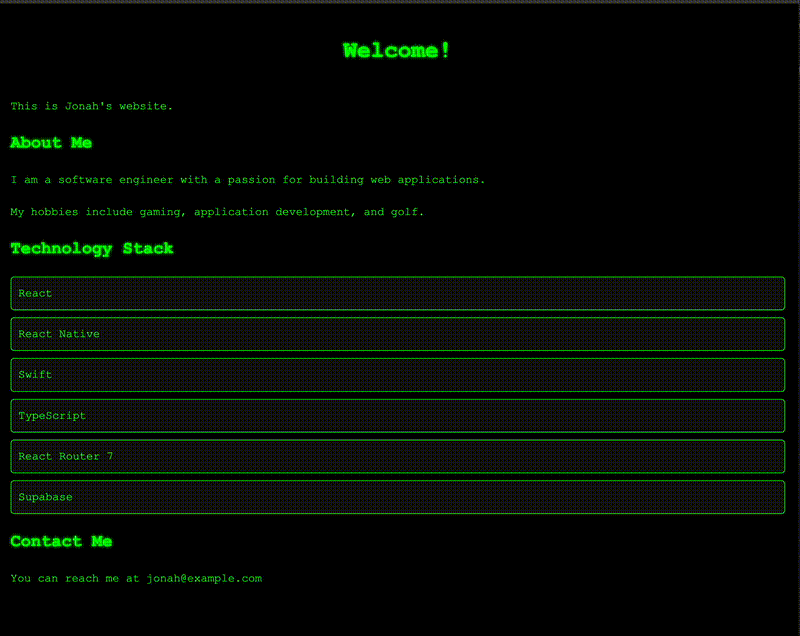 Welcome!
This is Jonah's website.
About Me
I am a software engineer with a passion for building web applications.
My hobbies include gaming, application development, and golf.
Technology Stack
React
React Native
Swift
TypeScript
React Router 7
Supabase
Contact Me
You can reach me at jonah@example.com